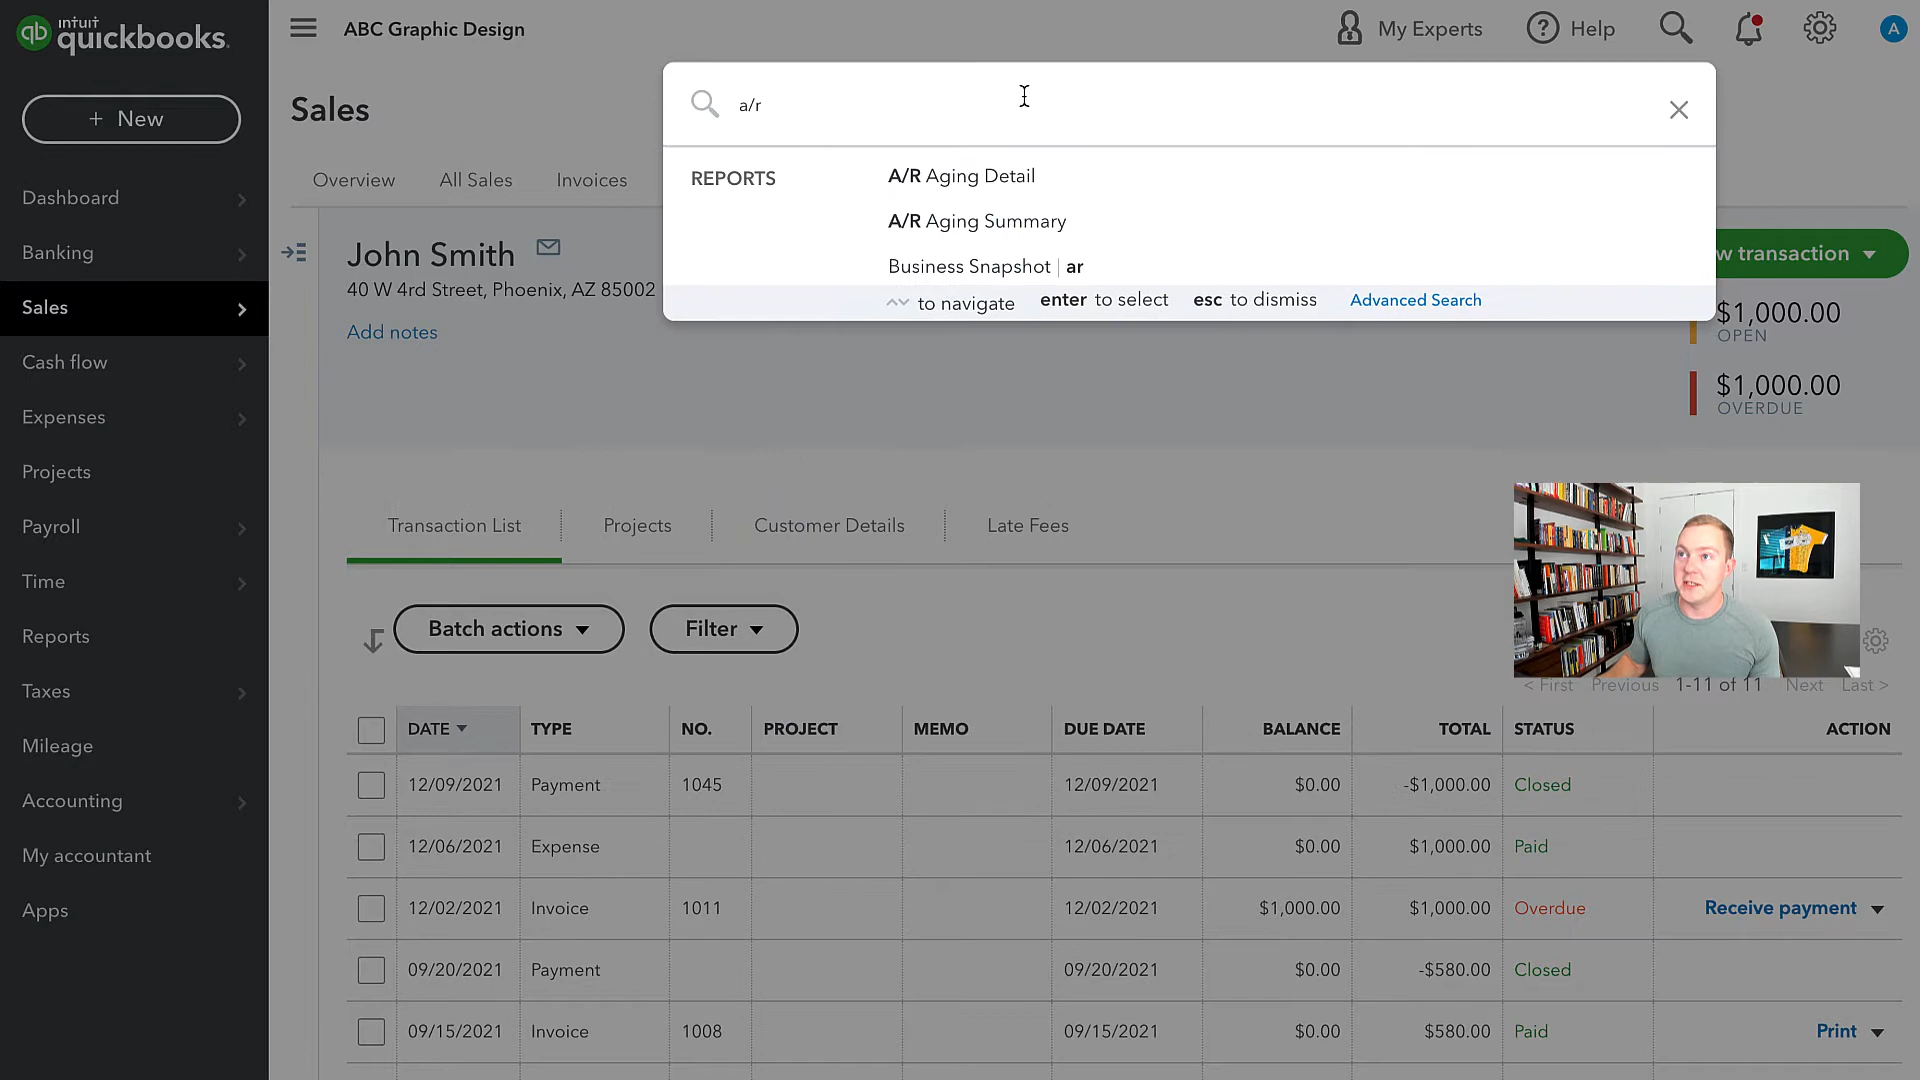 intuit
quickbooks.
ABC Graphic Design
My Experts
Help
A
+ New
Dashboard
Banking
Sales
Cash flow
Expenses
Projects
Payroll
Time
Reports
Taxes
Mileage
Accounting
My accountant
Apps
Sales
a/r
REPORTS
A/R Aging Detail
A/R Aging Summary
Business Snapshot | ar
to navigate enter to select esc to dismiss Advanced Search
Overview All Sales Invoices
John Smith
40 W 4rd Street, Phoenix, AZ 85002
Add notes
w transaction
$1,000.00
OPEN
$1,000.00
OVERDUE
Transaction List Projects Customer Details Late Fees
Batch actions Filter
< First Previous 1-11 of 11 Next Last >
DATE TYPE NO. PROJECT MEMO DUE DATE BALANCE TOTAL STATUS ACTION
12/09/2021 Payment 1045 12/09/2021 $0.00 -$1,000.00 Closed
12/06/2021 Expense 12/06/2021 $0.00 $1,000.00 Paid
12/02/2021 Invoice 1011 12/02/2021 $1,000.00 $1,000.00 Overdue Receive payment
09/20/2021 Payment 09/20/2021 $0.00 -$580.00 Closed
09/15/2021 Invoice 1008 09/15/2021 $0.00 $580.00 Paid Print